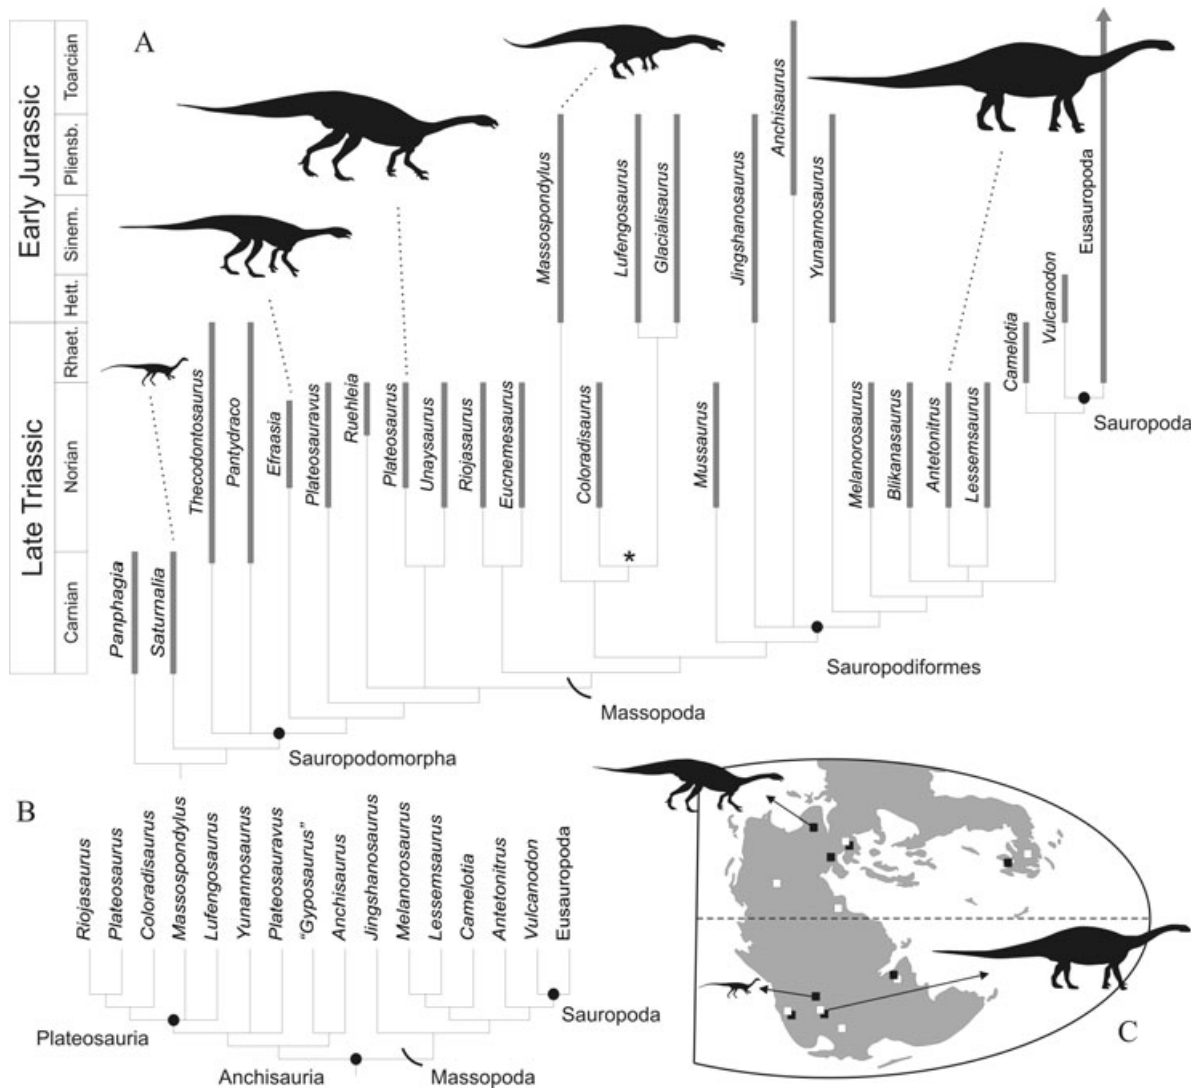 A
Early Jurassic
Late Triassic
Toarcian
Pliensb.
Sinem.
Hett.
Rhaet.
Norian
Carnian
Panphagia
Saturnalia
Thecodontosaurus
Pantydraco
Efraasia
Plateosauravus
Ruehleia
Plateosaurus
Unaysaurus
Riojasaurus
Eucnemesaurus
Massospondylus
Coloradisaurus
Lufengosaurus
Glacialisaurus
Mussaurus
Jingshanosaurus
Anchisaurus
Yunannosaurus
Melanorosaurus
Blikanasaurus
Antetonitrus
Lessemsaurus
Camelotia
Vulcanodon
Eusauropoda
*
Sauropoda
Sauropodiformes
Massopoda
Sauropodomorpha
B
Riojasaurus
Plateosaurus
Coloradisaurus
Massospondylus
Lufengosaurus
Yunannosaurus
Plateosauravus
"Gyposaurus"
Anchisaurus
Jingshanosaurus
Melanorosaurus
Lessemsaurus
Camelotia
Antetonitrus
Vulcanodon
Eusauropoda
Plateosauria
Sauropoda
Anchisauria
Massopoda
C